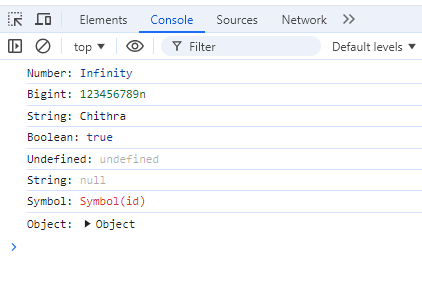 Elements Console Sources Network
top Filter Default levels
Number: Infinity
Bigint: 123456789n
String: Chithra
Boolean: true
Undefined: undefined
String: null
Symbol: Symbol(id)
Object: Object